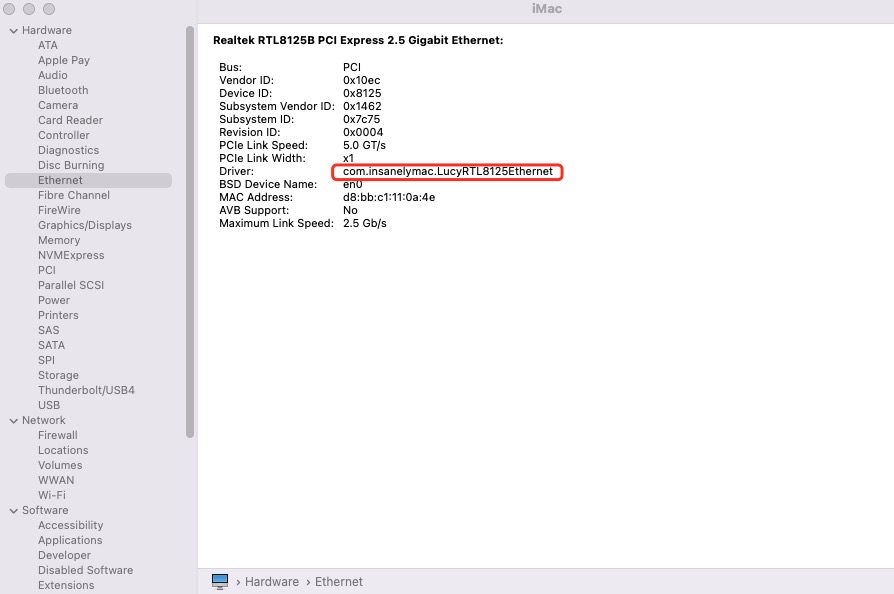 iMac
Hardware
ATA
Apple Pay
Audio
Bluetooth
Camera
Card Reader
Controller
Diagnostics
Disc Burning
Ethernet
Fibre Channel
FireWire
Graphics/Displays
Memory
NVMExpress
PCI
Parallel SCSI
Power
Printers
SAS
SATA
SPI
Storage
Thunderbolt/USB4
USB
Network
Firewall
Locations
Volumes
WWAN
Wi-Fi
Software
Accessibility
Applications
Developer
Disabled Software
Extensions
Realtek RTL8125B PCI Express 2.5 Gigabit Ethernet:
Bus: PCI
Vendor ID: 0x10ec
Device ID: 0x8125
Subsystem Vendor ID: 0x1462
Subsystem ID: 0x7c75
Revision ID: 0x0004
PCIe Link Speed: 5.0 GT/s
PCIe Link Width: x1
Driver: com.insanelymac.LucyRTL8125Ethernet
BSD Device Name: en0
MAC Address: d8:bb:c1:11:0a:4e
AVB Support: No
Maximum Link Speed: 2.5 Gb/s
› Hardware › Ethernet